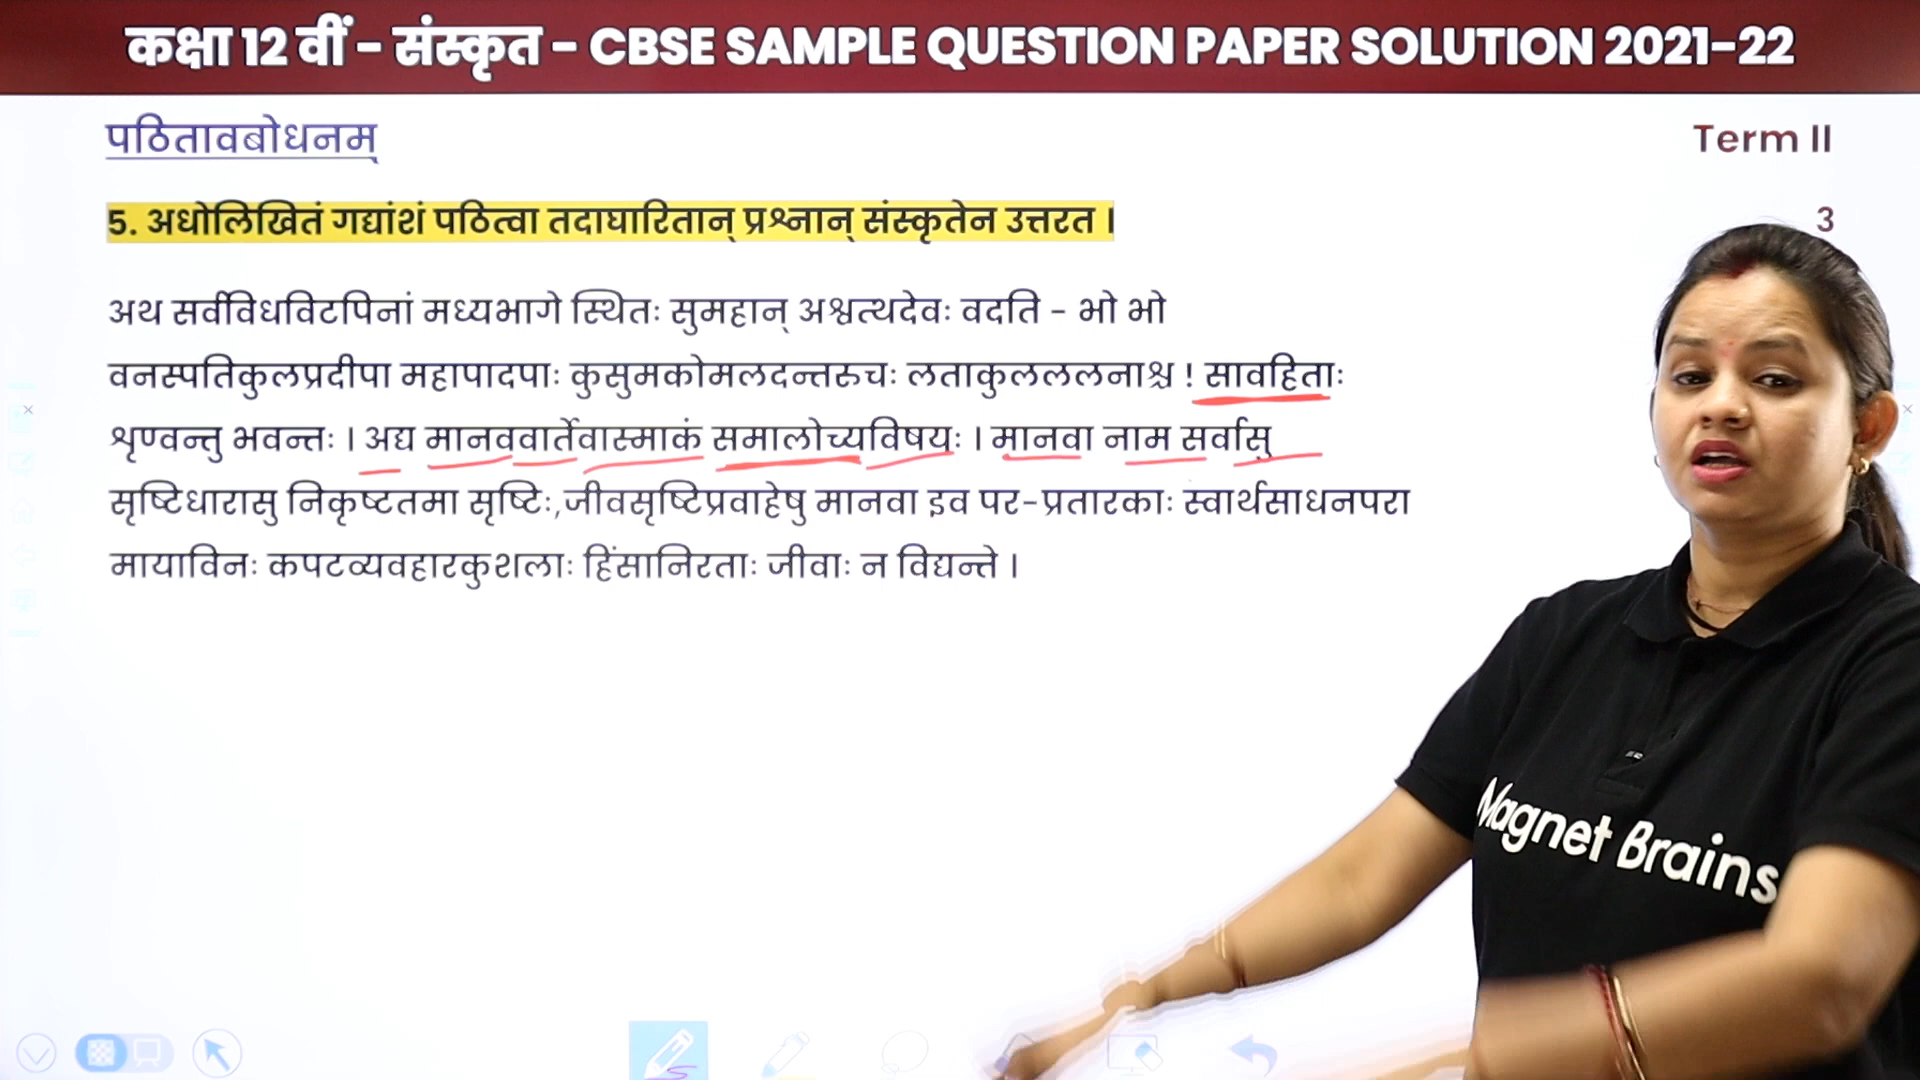 कक्षा 12 वीं - संस्कृत - CBSE SAMPLE QUESTION PAPER SOLUTION 2021-22
पठितावबोधनम्
Term II
5. अधोलिखितं गद्यांशं पठित्वा तदाघारितान् प्रश्नान् संस्कृतेन उत्तरत ।
3
अथ सर्वविधविटपिनां मध्यभागे स्थितः सुमहान् अश्वत्थदेवः वदति - भो भो
वनस्पतिकुलप्रदीपा महापादपाः कुसुमकोमलदन्तरुचः लताकुलललनाश्च ! सावहिताः
शृण्वन्तु भवन्तः । अद्य मानववार्तेवास्माकं समालोच्यविषयः । मानवा नाम सर्वासु
सृष्टिधारासु निकृष्टतमा सृष्टिः,जीवसृष्टिप्रवाहेषु मानवा इव पर-प्रतारकाः स्वार्थसाधनपरा
मायाविनः कपटव्यवहारकुशलाः हिंसानिरताः जीवाः न विद्यन्ते ।
Magnet Brains